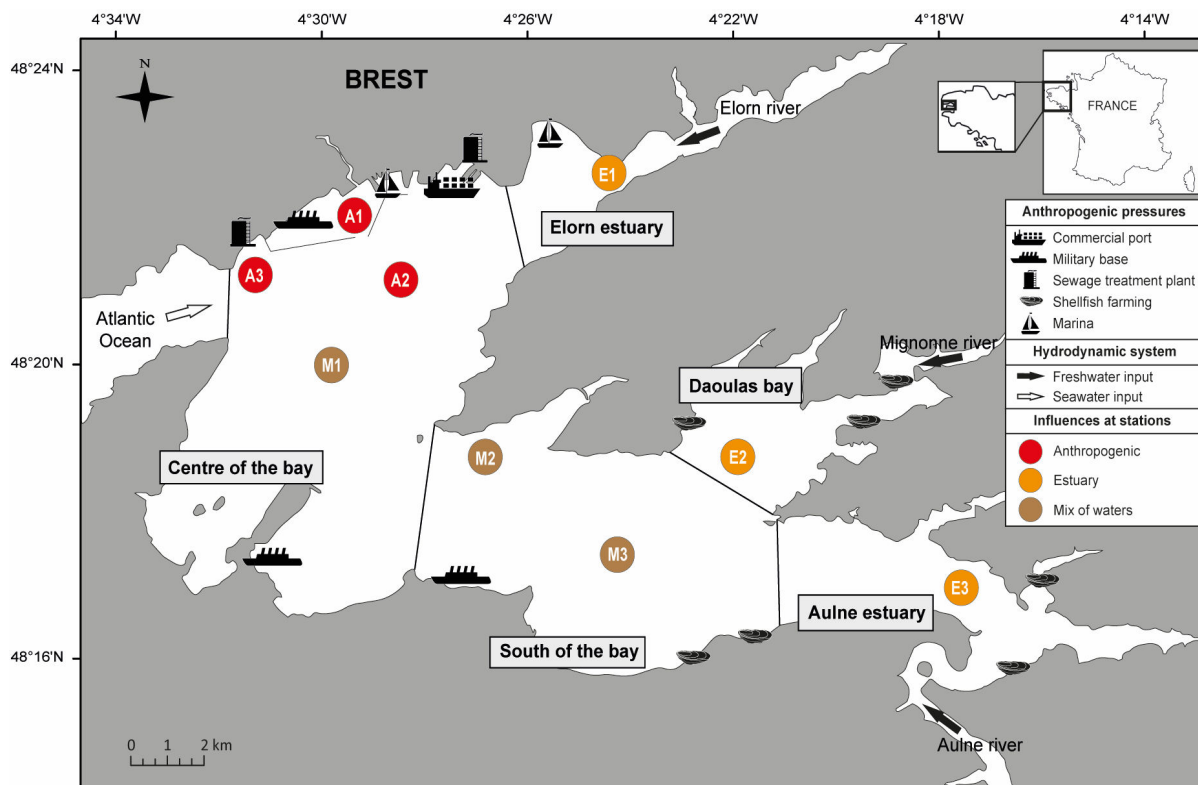 4°34'W 4°30'W 4°26'W 4°22'W 4°18'W 4°14'W
48°24'N
48°20'N
48°16'N
N
BREST
Elorn river
E1
Elorn estuary
A1
A2
A3
Atlantic
Ocean
M1
Mignonne river
Daoulas bay
M2
E2
Centre of the bay
M3
E3
Aulne estuary
South of the bay
Aulne river
0 1 2 km
FRANCE
Anthropogenic pressures
Commercial port
Military base
Sewage treatment plant
Shellfish farming
Marina
Hydrodynamic system
Freshwater input
Seawater input
Influences at stations
Anthropogenic
Estuary
Mix of waters